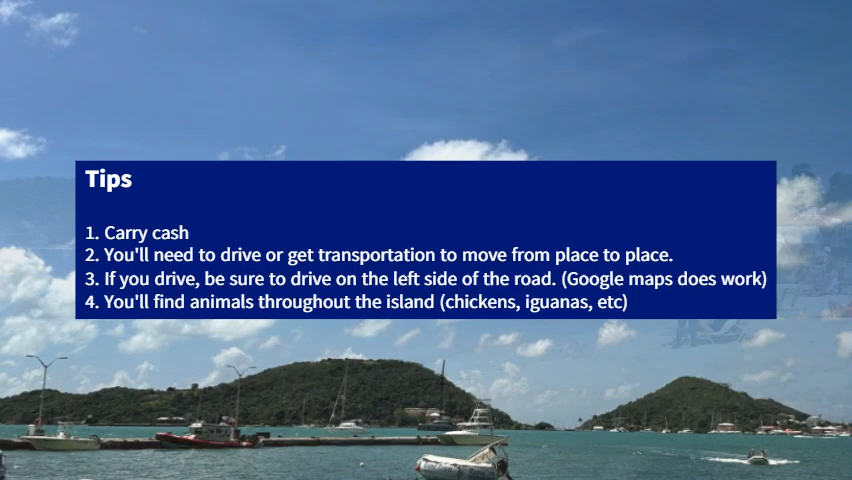 Tips
1. Carry cash
2. You'll need to drive or get transportation to move from place to place.
3. If you drive, be sure to drive on the left side of the road. (Google maps does work)
4. You'll find animals throughout the island (chickens, iguanas, etc)